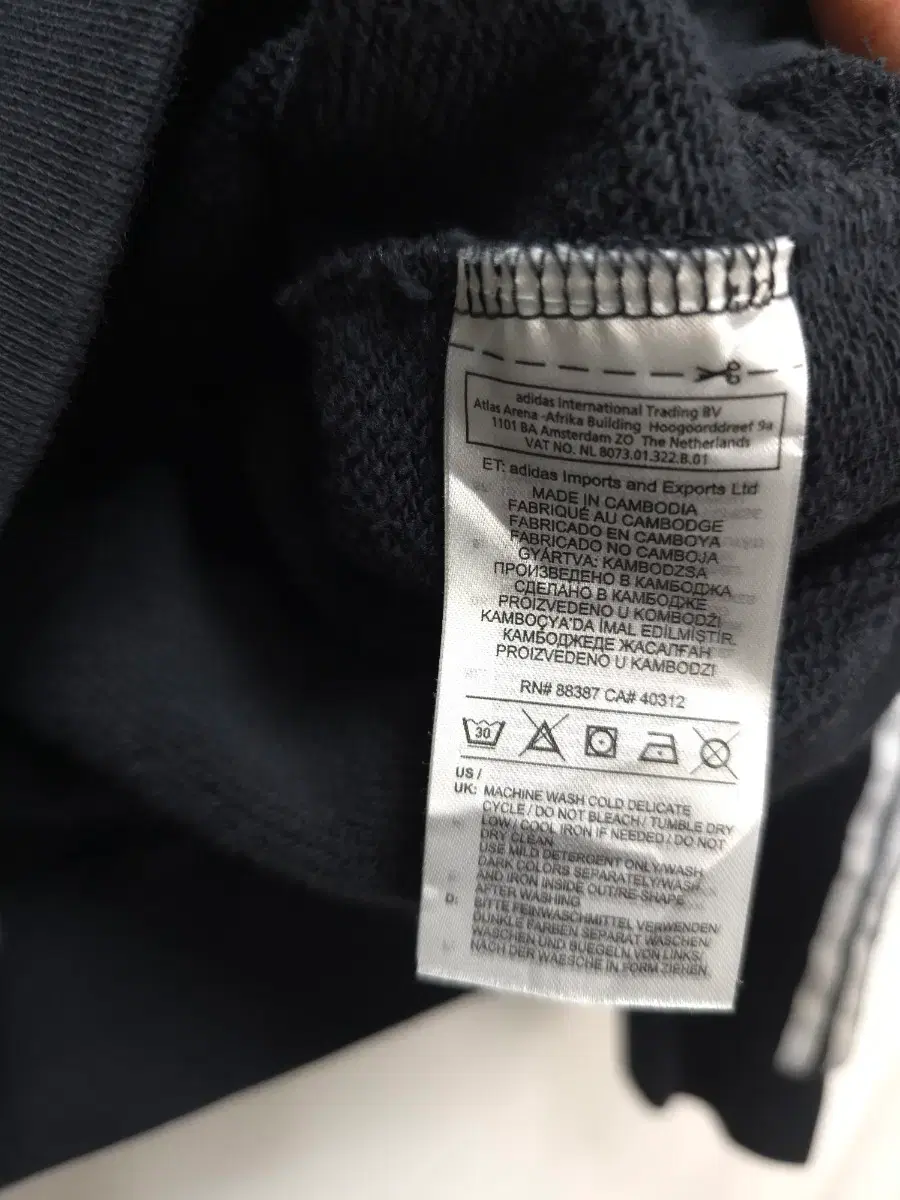 adidas International Trading BV
Atlas Arena -Afrika Building Hoogoorddreef 9a
1101 BA Amsterdam ZO The Netherlands
VAT NO. NL 8073.01.322.B.01
ET: adidas Imports and Exports Ltd
MADE IN CAMBODIA
FABRIQUÉ AU CAMBODGE
FABRICADO EN CAMBOYA
FABRICADO NO CAMBOJA
GYÁRTVA: KAMBODZSA
ПРОИЗВЕДЕНО В КАМБОДЖА
СДЕЛАНО В КАМБОДЖЕ
PROIZVEDENO U KOMBODŽI
KAMBOÇYA'DA İMAL EDİLMİŞTİR.
КАМБОДЖЕДЕ ЖАСАЛҒАН
PROIZVEDENO U KAMBODZI
RN# 88387 CA# 40312
30
US /
UK: MACHINE WASH COLD DELICATE
CYCLE / DO NOT BLEACH / TUMBLE DRY
LOW / COOL IRON IF NEEDED / DO NOT
DRY CLEAN
USE MILD DETERGENT ONLY/WASH
DARK COLORS SEPARATELY/WASH
AND IRON INSIDE OUT/RE-SHAPE
AFTER WASHING
D: BITTE FEINWASCHMITTEL VERWENDEN/
DUNKLE FARBEN SEPARAT WASCHEN/
WASCHEN UND BUEGELN VON LINKS/
NACH DER WAESCHE IN FORM ZIEHEN.